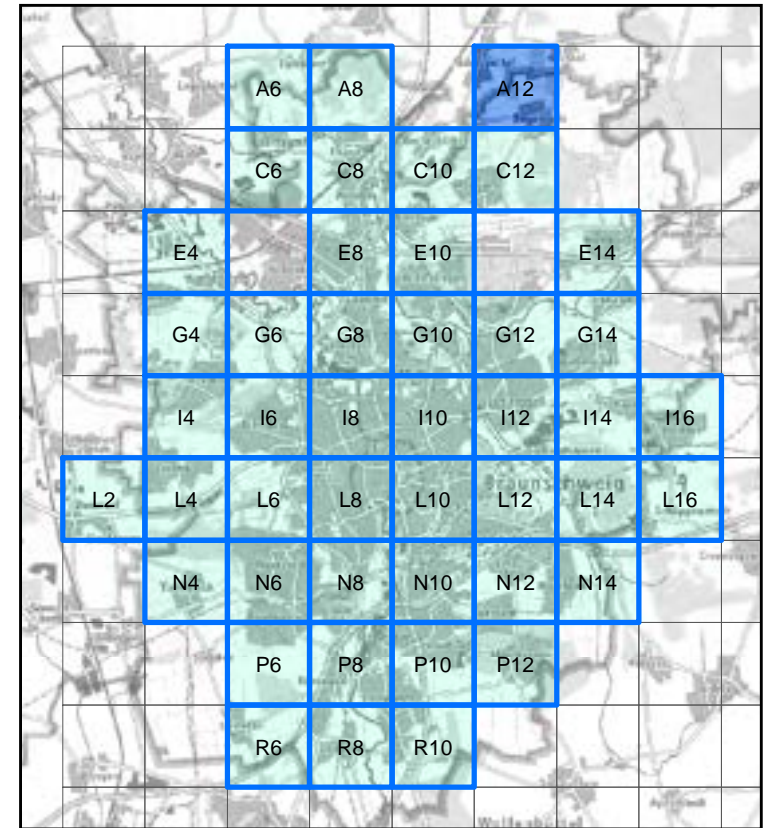 A6 A8 A12
C6 C8 C10 C12
E4 E8 E10 E14
G4 G6 G8 G10 G12 G14
I4 I6 I8 I10 I12 I14 I16
Braunschweig
L2 L4 L6 L8 L10 L12 L14 L16
N4 N6 N8 N10 N12 N14
P6 P8 P10 P12
R6 R8 R10
Wolfenbüttel